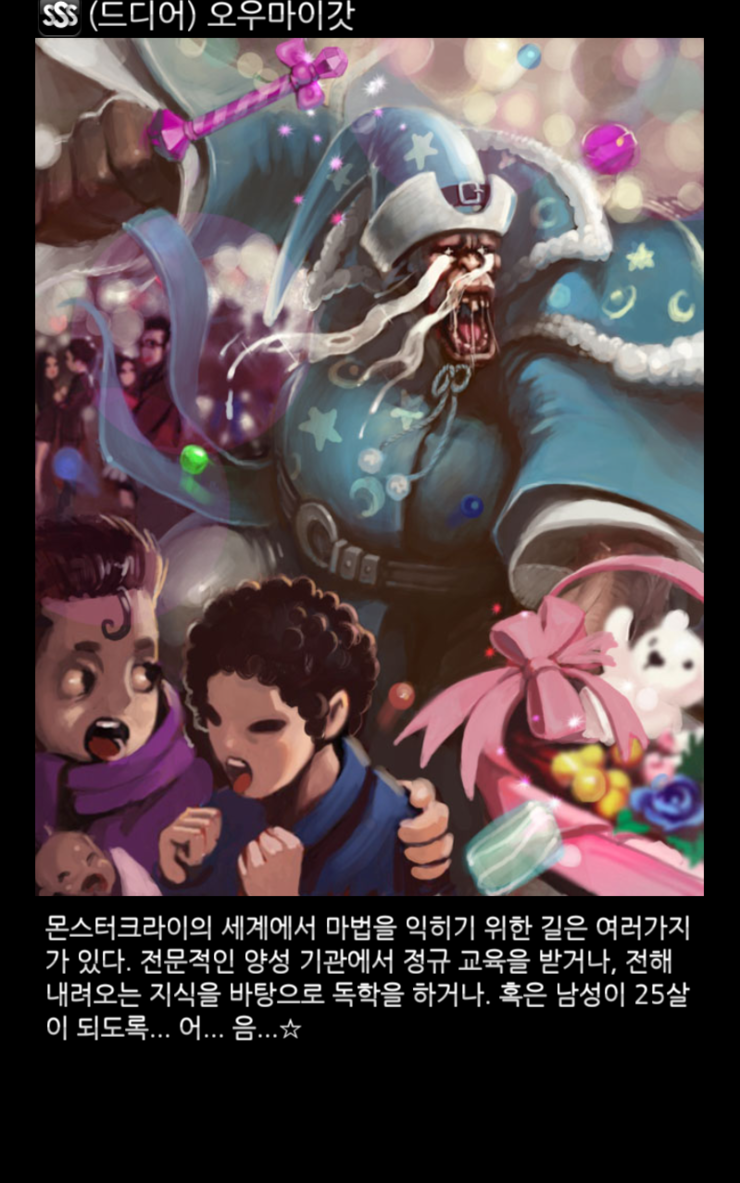 SSS (드디어) 오우마이갓
몬스터크라이의 세계에서 마법을 익히기 위한 길은 여러가지
가 있다. 전문적인 양성 기관에서 정규 교육을 받거나, 전해
내려오는 지식을 바탕으로 독학을 하거나. 혹은 남성이 25살
이 되도록... 어... 음...☆